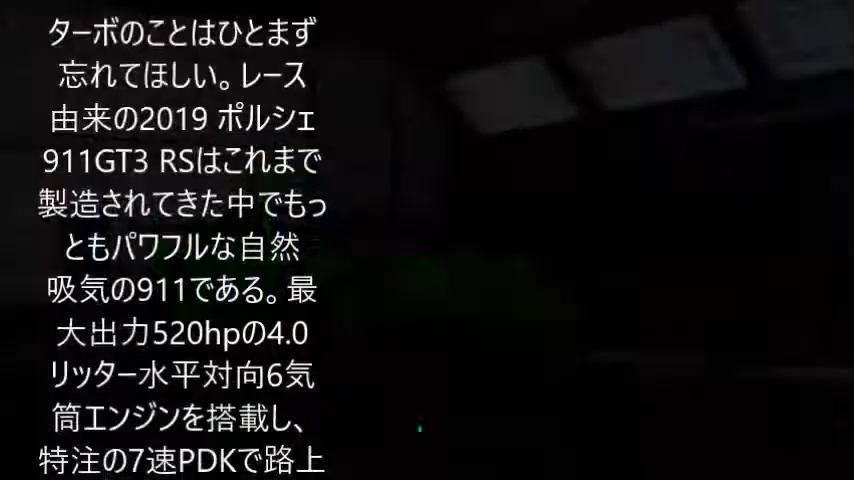 ターボのことはひとまず
忘れてほしい。レース
由来の2019 ポルシェ
911GT3 RSはこれまで
製造されてきた中でもっ
ともパワフルな自然
吸気の911である。最
大出力520hpの4.0
リッター水平対向6気
筒エンジンを搭載し、
特注の7速PDKで路上